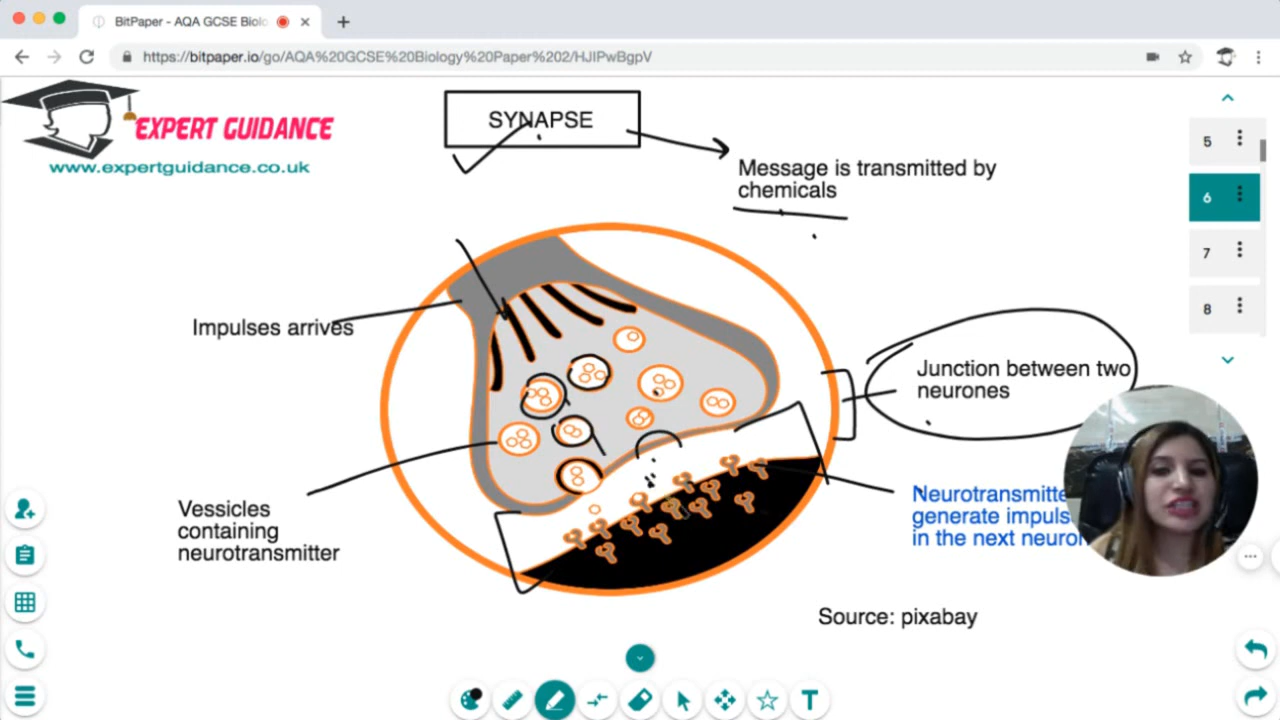 BitPaper - AQA GCSE Biolo
https://bitpaper.io/go/AQA%20GCSE%20Biology%20Paper%202/HJIPwBgpV
EXPERT GUIDANCE
www.expertguidance.co.uk
SYNAPSE
Message is transmitted by
chemicals
5
6
7
8
Impulses arrives
Junction between two
neurones
Vessicles
containing
neurotransmitter
Neurotransmitte
generate impuls
in the next neuron
Source: pixabay
T